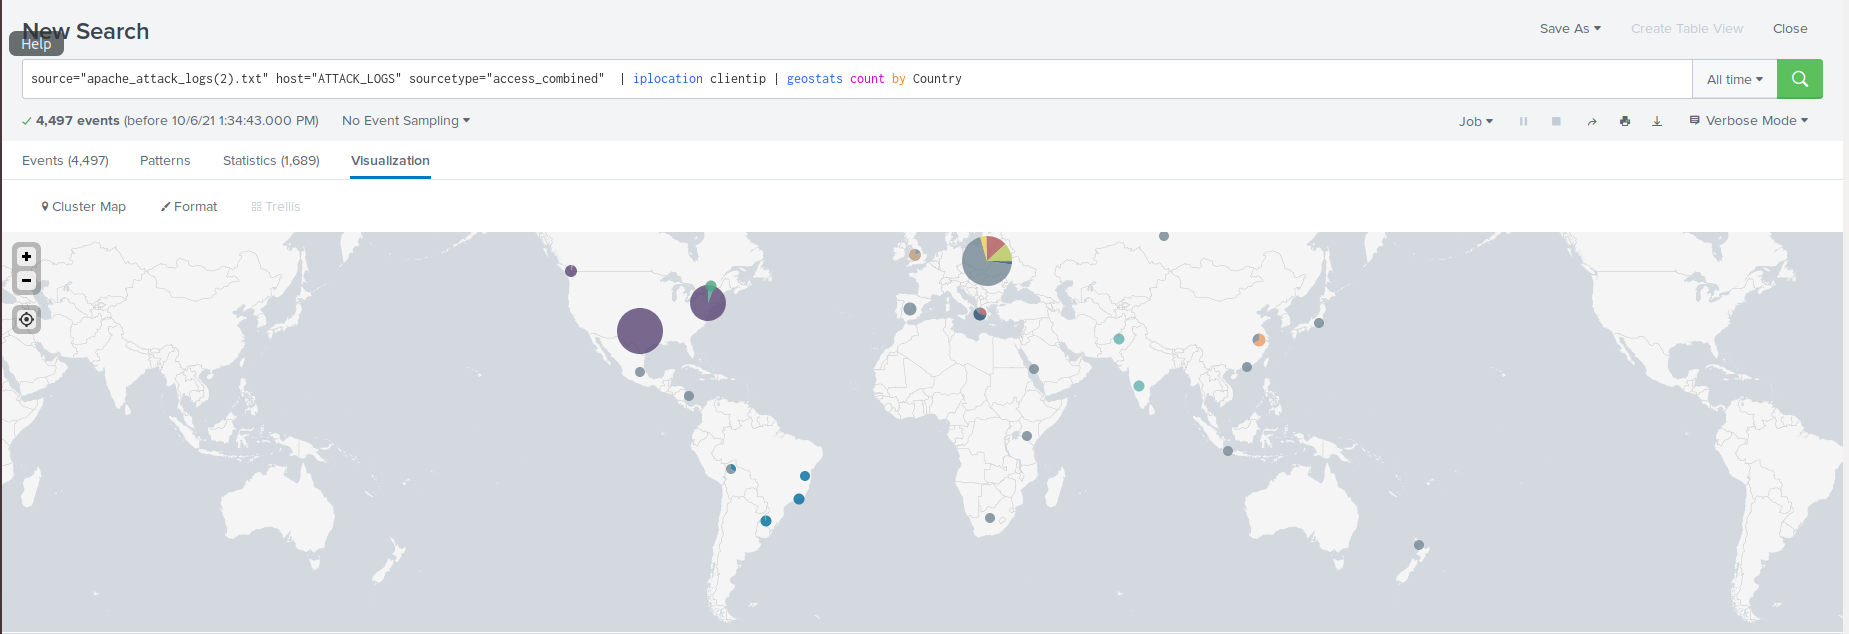 New Search
Save As
Create Table View
Close
Help
source="apache_attack_logs(2).txt" host="ATTACK_LOGS" sourcetype="access_combined" | iplocation clientip | geostats count by Country
All time
4,497 events (before 10/6/21 1:34:43.000 PM)
No Event Sampling
Job
Verbose Mode
Events (4,497)
Patterns
Statistics (1,689)
Visualization
Cluster Map
Format
Trellis
+
−